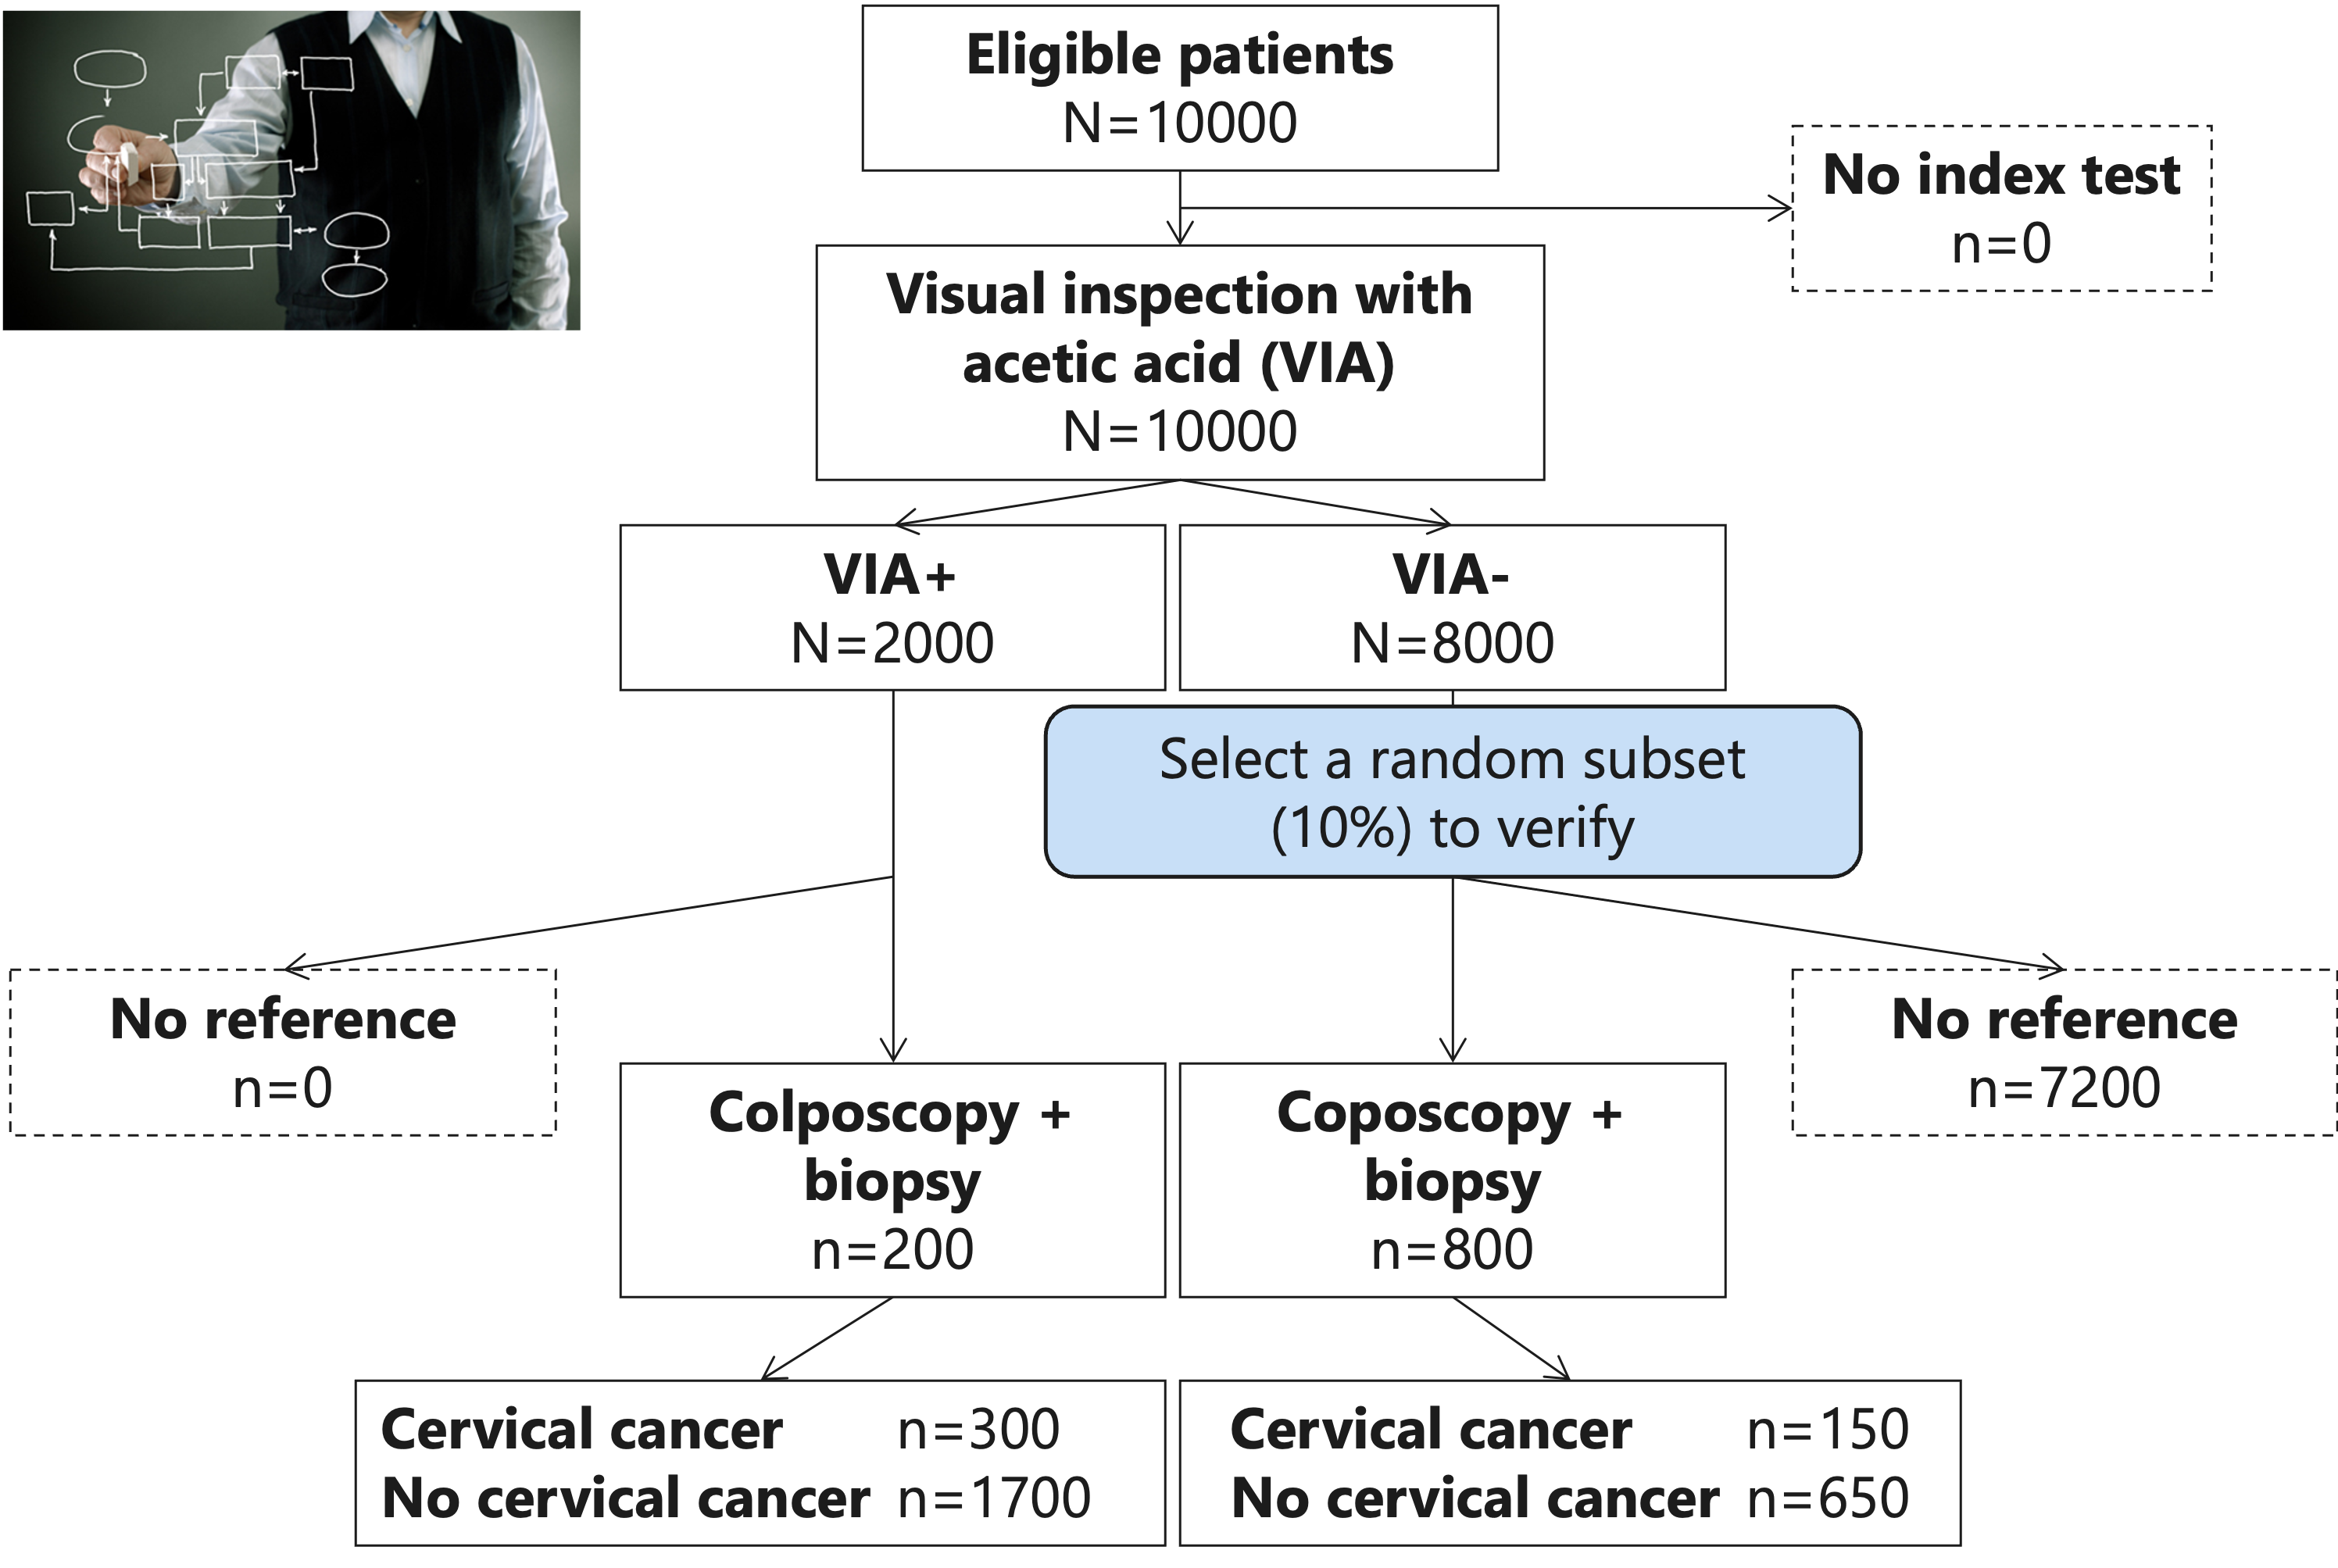 Eligible patients
N=10000
No index test
n=0
Visual inspection with
acetic acid (VIA)
N=10000
VIA+
N=2000
VIA-
N=8000
Select a random subset
(10%) to verify
No reference
n=0
Colposcopy +
biopsy
n=200
Coposcopy +
biopsy
n=800
No reference
n=7200
Cervical cancer n=300
No cervical cancer n=1700
Cervical cancer n=150
No cervical cancer n=650